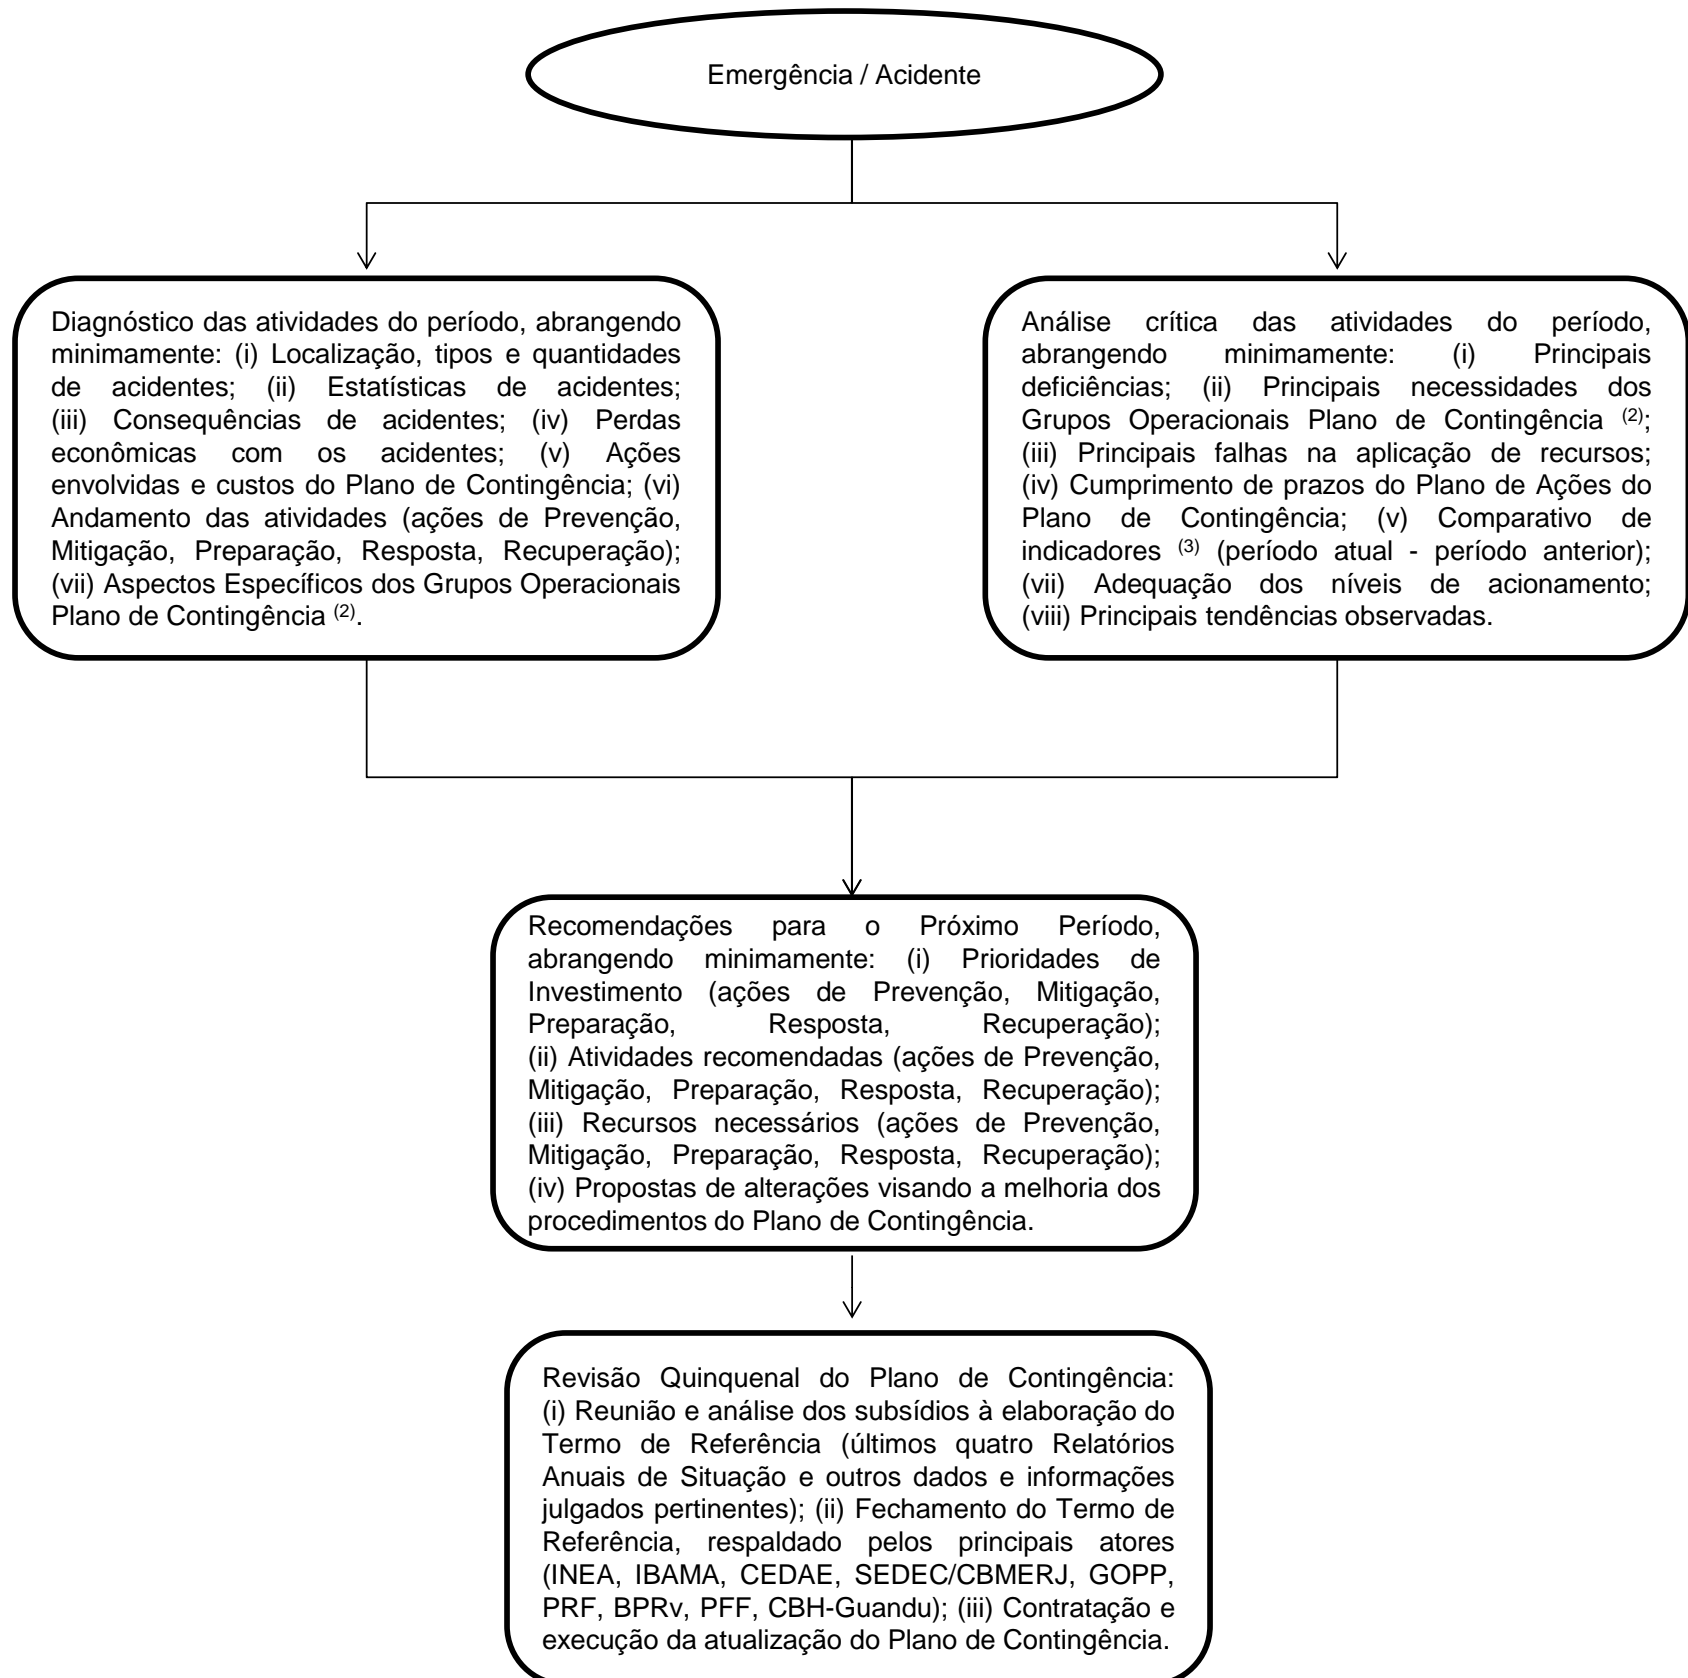 Emergência / Acidente
Diagnóstico das atividades do período, abrangendo
minimamente: (i) Localização, tipos e quantidades
de acidentes; (ii) Estatísticas de acidentes;
(iii) Consequências de acidentes; (iv) Perdas
econômicas com os acidentes; (v) Ações
envolvidas e custos do Plano de Contingência; (vi)
Andamento das atividades (ações de Prevenção,
Mitigação, Preparação, Resposta, Recuperação);
(vii) Aspectos Específicos dos Grupos Operacionais
Plano de Contingência (2).
Análise crítica das atividades do período,
abrangendo minimamente: (i) Principais
deficiências; (ii) Principais necessidades dos
Grupos Operacionais Plano de Contingência (2);
(iii) Principais falhas na aplicação de recursos;
(iv) Cumprimento de prazos do Plano de Ações do
Plano de Contingência; (v) Comparativo de
indicadores (3) (período atual - período anterior);
(vii) Adequação dos níveis de acionamento;
(viii) Principais tendências observadas.
Recomendações para o Próximo Período,
abrangendo minimamente: (i) Prioridades de
Investimento (ações de Prevenção, Mitigação,
Preparação, Resposta, Recuperação);
(ii) Atividades recomendadas (ações de Prevenção,
Mitigação, Preparação, Resposta, Recuperação);
(iii) Recursos necessários (ações de Prevenção,
Mitigação, Preparação, Resposta, Recuperação);
(iv) Propostas de alterações visando a melhoria dos
procedimentos do Plano de Contingência.
Revisão Quinquenal do Plano de Contingência:
(i) Reunião e análise dos subsídios à elaboração do
Termo de Referência (últimos quatro Relatórios
Anuais de Situação e outros dados e informações
julgados pertinentes); (ii) Fechamento do Termo de
Referência, respaldado pelos principais atores
(INEA, IBAMA, CEDAE, SEDEC/CBMERJ, GOPP,
PRF, BPRv, PFF, CBH-Guandu); (iii) Contratação e
execução da atualização do Plano de Contingência.